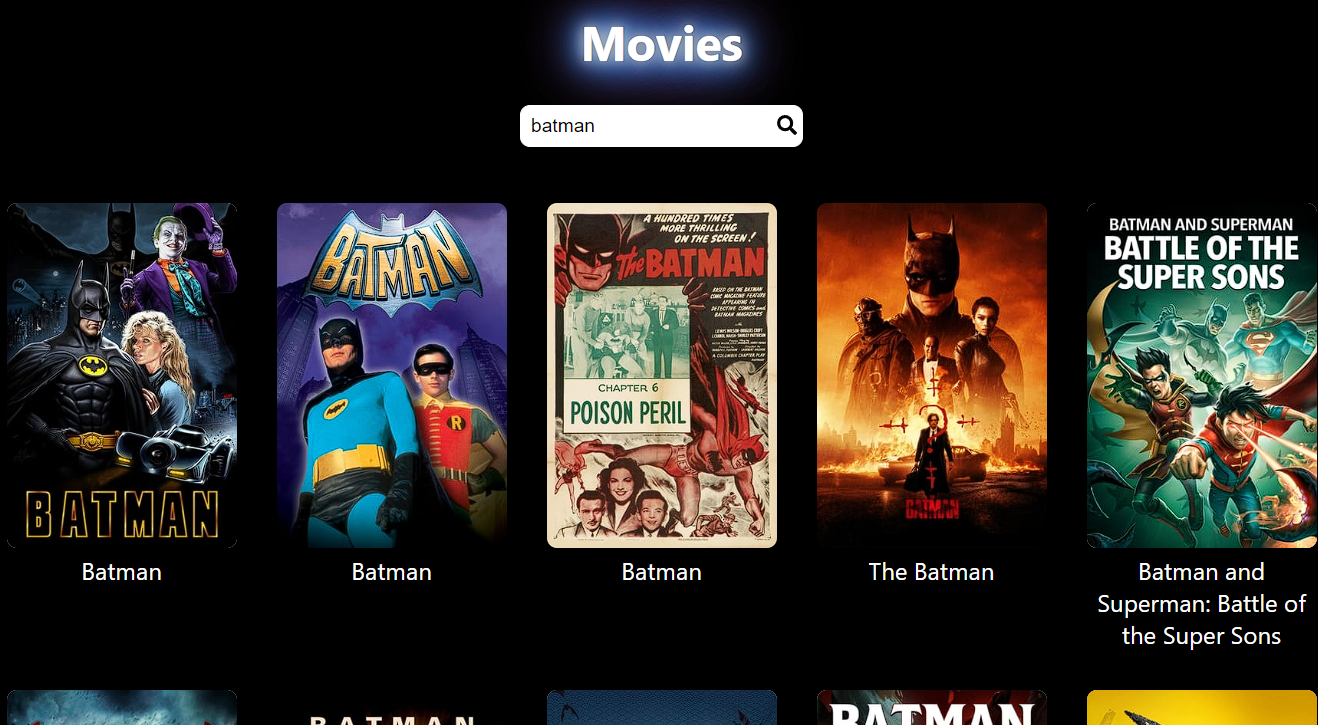 Movies
batman
BATMAN
Batman
BATMAN
R
Batman
A HUNDRED TIMES
MORE THRILLING
ON THE SCREEN!
The BATMAN
BASED ON THE BATMAN
COMIC MAGAZINE FEATURE
APPEARING IN
DETECTIVE COMICS and
BATMAN MAGAZINES
A COLUMBIA CHAPTER PLAY
CHAPTER 6
POISON PERIL
Batman
BATMAN
The Batman
BATMAN AND SUPERMAN
BATTLE OF THE
SUPER SONS
Batman and
Superman: Battle of
the Super Sons
BATMAN
BATMAN